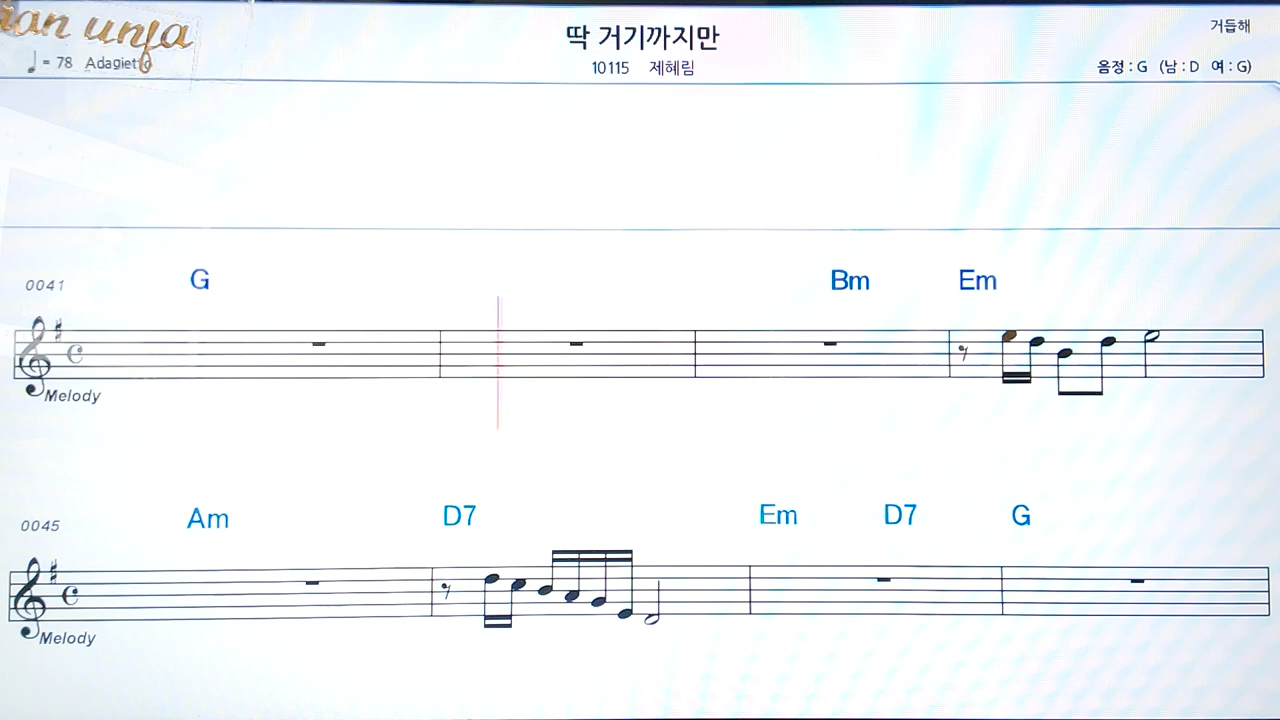 unja
딱 거기까지만
거듭해
♩ = 78 Adagietto
10115 제혜림
음정 : G (남 : D 여 : G)
0041 G Bm Em
Melody
0045 Am D7 Em D7 G
Melody